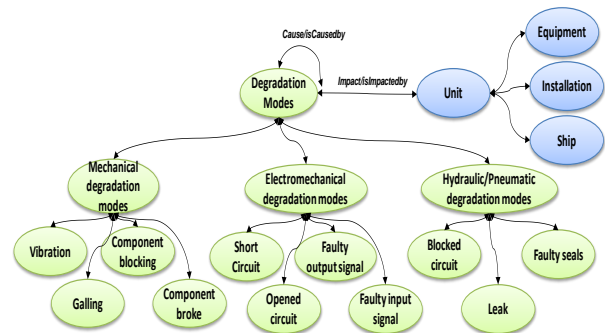 Equipment
Cause/isCausedby
Degradation
Modes
Impact/isImpactedby
Unit
Installation
Ship
Mechanical
degradation
modes
Electromechanical
degradation modes
Hydraulic/Pneumatic
degradation modes
Vibration
Component
blocking
Short
Circuit
Faulty
output signal
Blocked
circuit
Faulty seals
Galling
Component
broke
Opened
circuit
Faulty input
signal
Leak